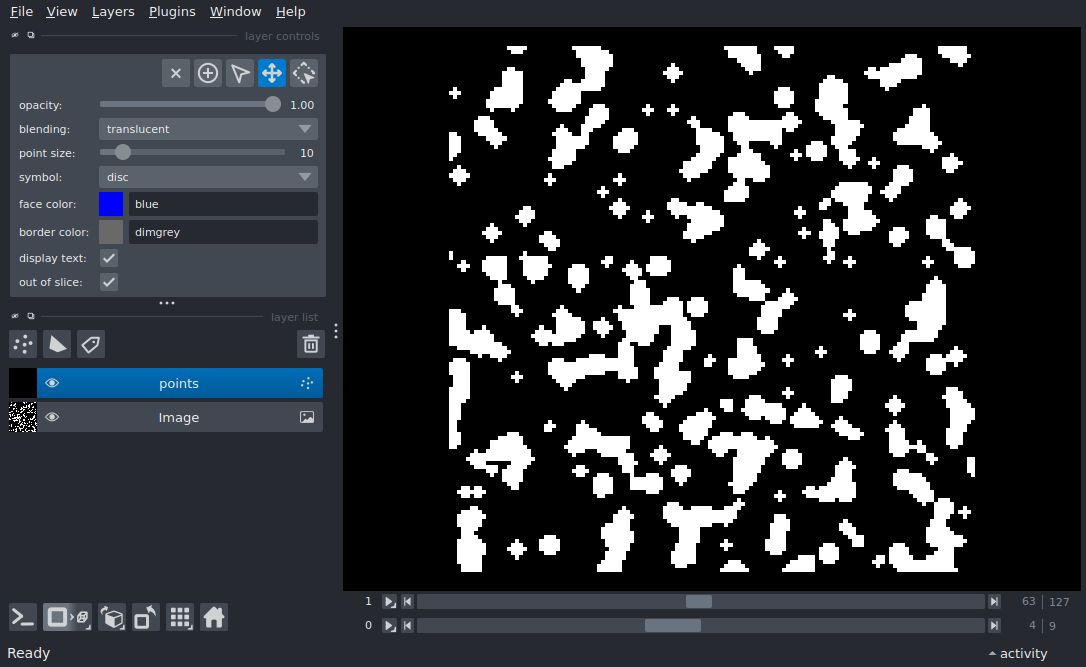 File View Layers Plugins Window Help
layer controls
opacity: 1.00
blending: translucent
point size: 10
symbol: disc
face color: blue
border color: dimgrey
display text:
out of slice:
layer list
points
Image
1 63 127
0 4 9
Ready activity